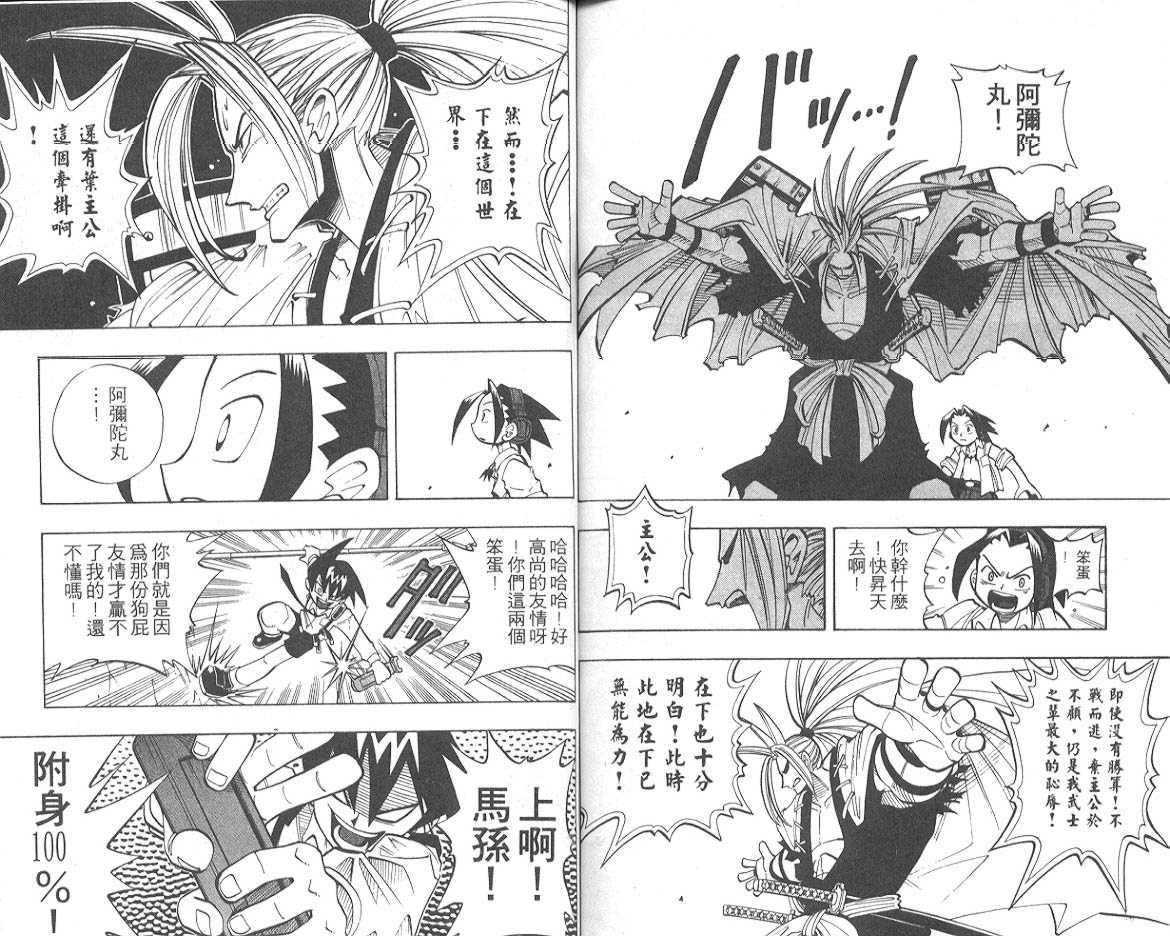 阿彌陀
丸！
バッ…！！
笨蛋
！
你幹什麼
！快昇天
去啊！
主公！
即使沒有勝算！不
戰而逃，棄主公於
不顧，仍是我武士
之輩最大的恥辱！
在下也十分
明白！此時
此地在下已
無能為力！
然而…！在
下在這個世
界…
還有葉主公
這個牽掛啊
！
阿彌陀丸
…！
哈哈哈哈！好
高尚的友情呀
！你們這兩個
笨蛋！
你們就是因
為那份狗屁
友情才贏不
了我的！還
不懂嗎！
上啊！
馬孫！
附身100%！